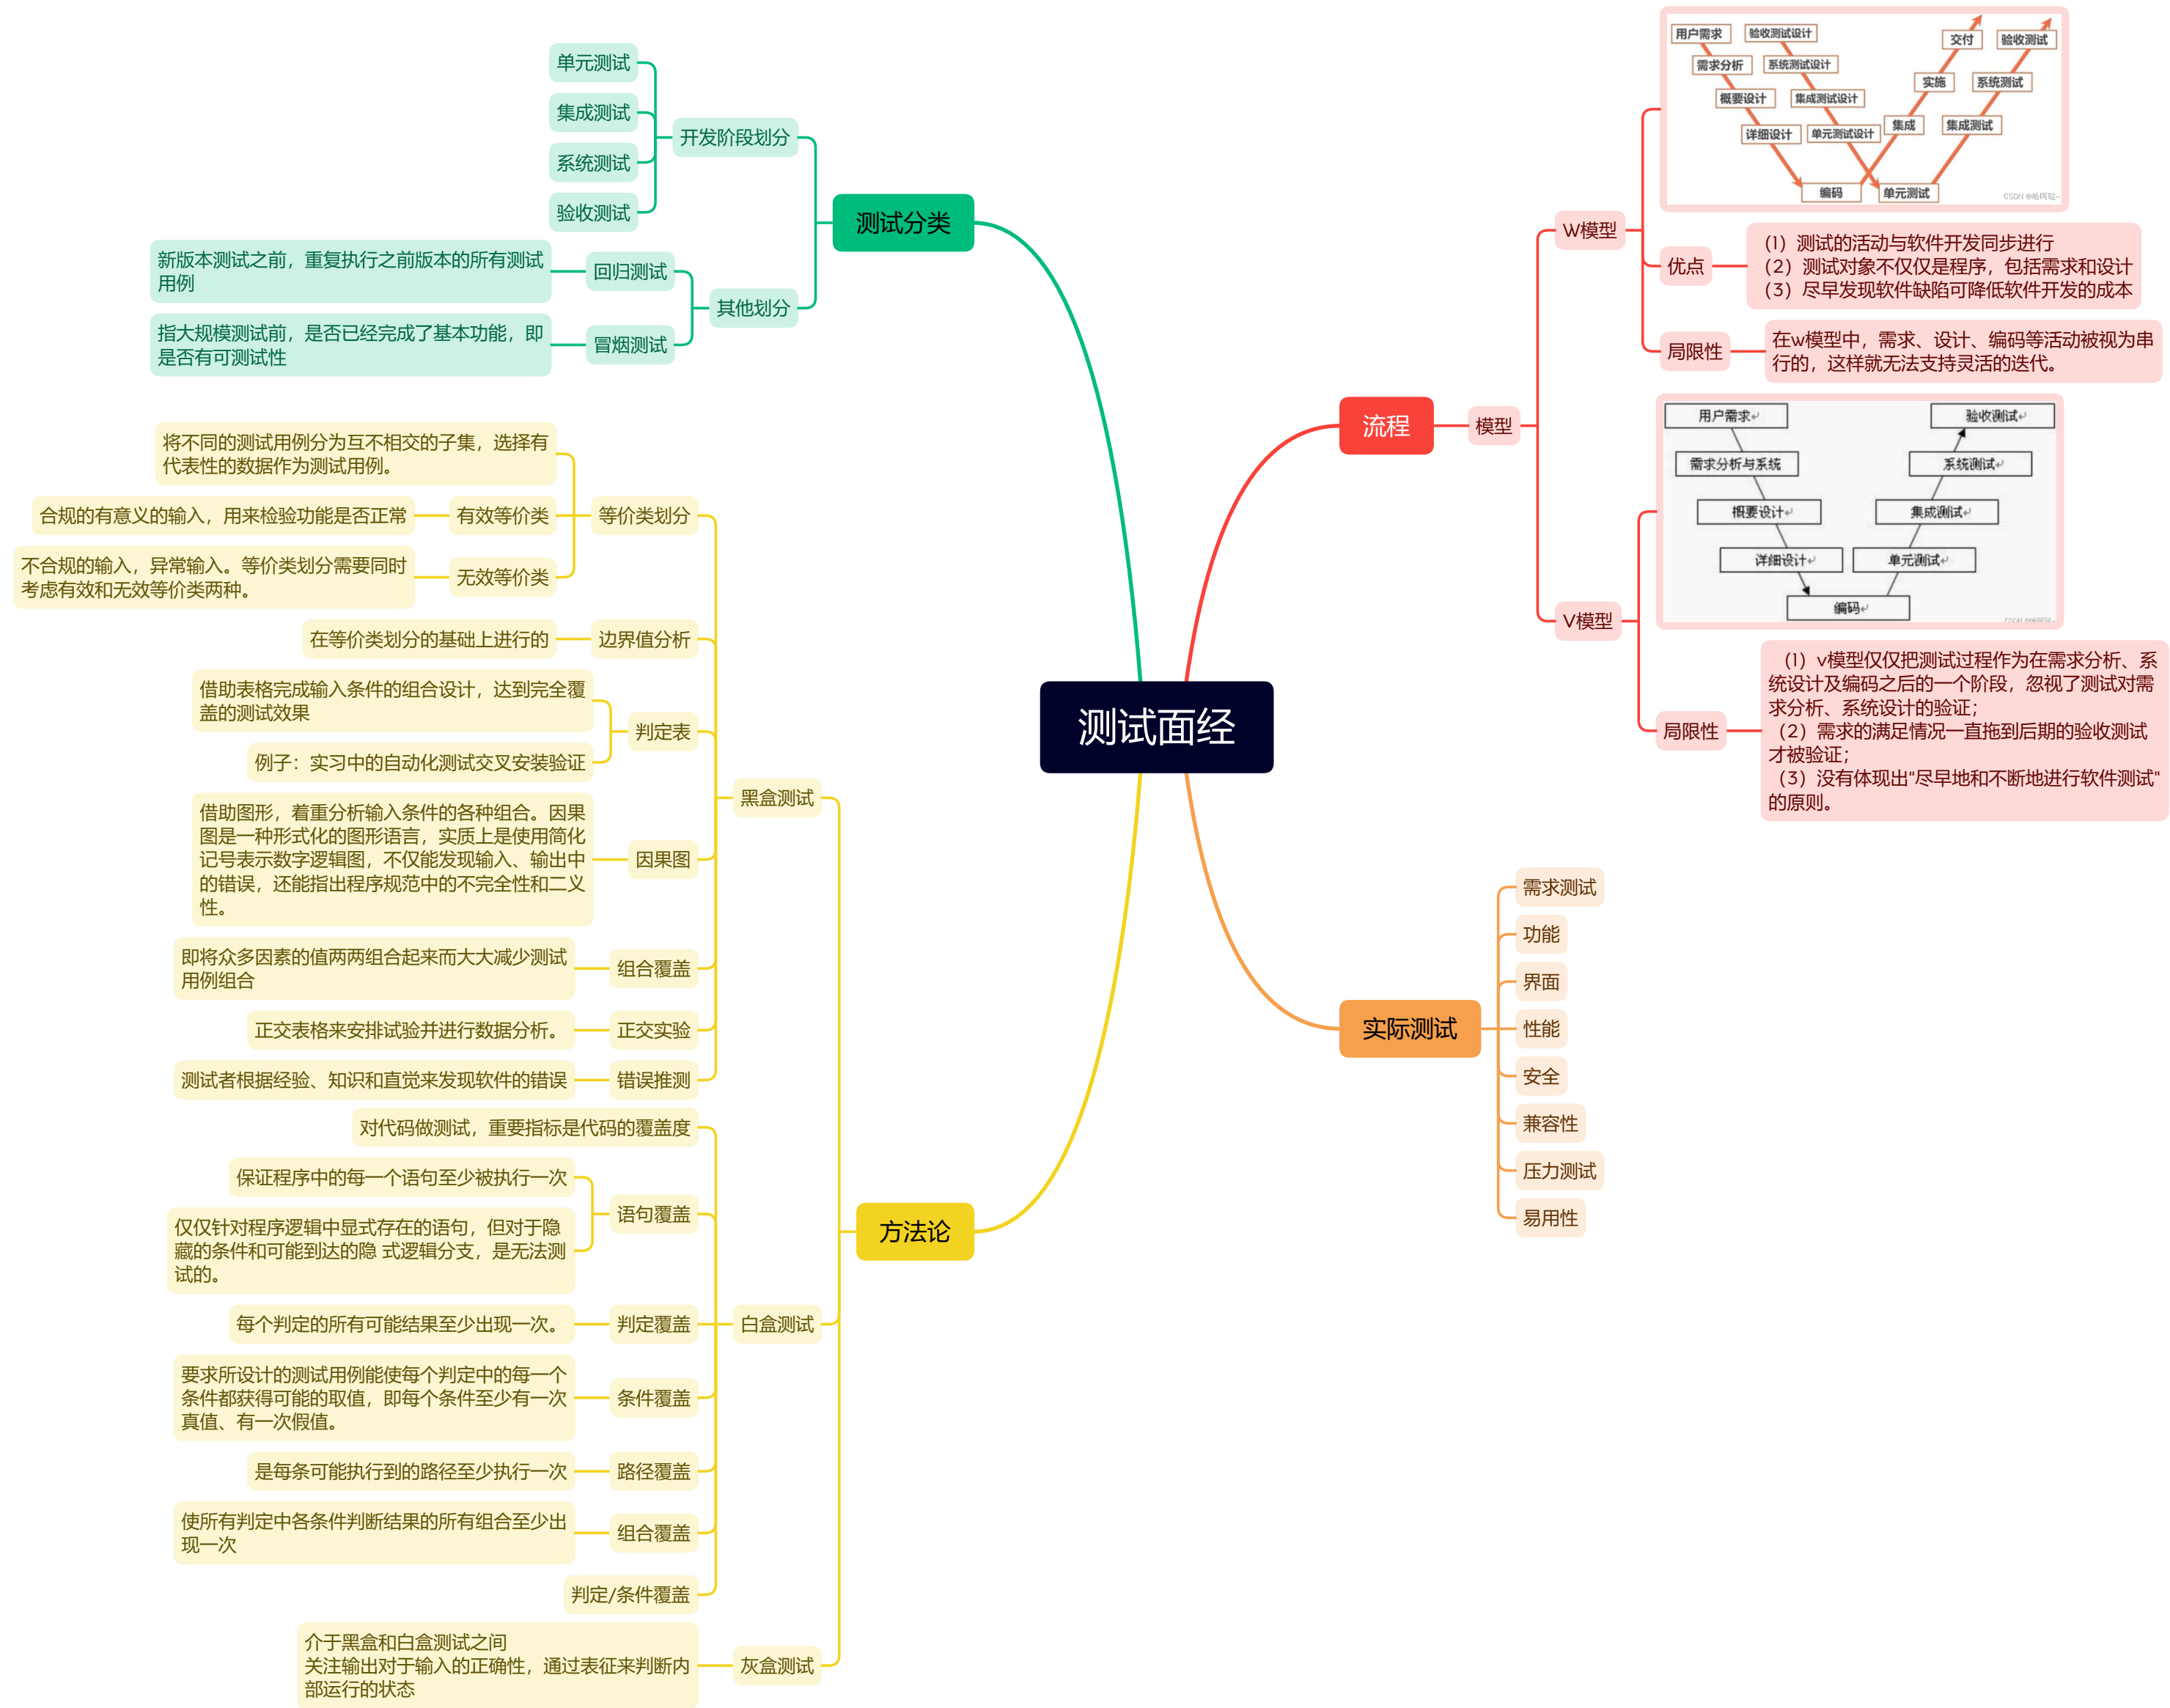 测试面经
流程
模型
W模型
用户需求
验收测试设计
交付
验收测试
需求分析
系统测试设计
实施
系统测试
概要设计
集成测试设计
集成
集成测试
详细设计
单元测试设计
编码
单元测试
优点
（1）测试的活动与软件开发同步进行
（2）测试对象不仅仅是程序，包括需求和设计
（3）尽早发现软件缺陷可降低软件开发的成本
局限性
在w模型中，需求、设计、编码等活动被视为串
行的，这样就无法支持灵活的迭代。
V模型
用户需求
验收测试
需求分析与系统
系统测试
概要设计
集成测试
详细设计
单元测试
编码
局限性
（1）v模型仅仅把测试过程作为在需求分析、系
统设计及编码之后的一个阶段，忽视了测试对需
求分析、系统设计的验证；
（2）需求的满足情况一直拖到后期的验收测试
才被验证；
（3）没有体现出"尽早地和不断地进行软件测试"
的原则。
实际测试
需求测试
功能
界面
性能
安全
兼容性
压力测试
易用性
测试分类
开发阶段划分
单元测试
集成测试
系统测试
验收测试
其他划分
回归测试
新版本测试之前，重复执行之前版本的所有测试
用例
冒烟测试
指大规模测试前，是否已经完成了基本功能，即
是否有可测试性
方法论
黑盒测试
等价类划分
将不同的测试用例分为互不相交的子集，选择有
代表性的数据作为测试用例。
有效等价类
合规的有意义的输入，用来检验功能是否正常
无效等价类
不合规的输入，异常输入。等价类划分需要同时
考虑有效和无效等价类两种。
边界值分析
在等价类划分的基础上进行的
判定表
借助表格完成输入条件的组合设计，达到完全覆
盖的测试效果
例子：实习中的自动化测试交叉安装验证
因果图
借助图形，着重分析输入条件的各种组合。因果
图是一种形式化的图形语言，实质上是使用简化
记号表示数字逻辑图，不仅能发现输入、输出中
的错误，还能指出程序规范中的不完全性和二义
性。
组合覆盖
即将众多因素的值两两组合起来而大大减少测试
用例组合
正交实验
正交表格来安排试验并进行数据分析。
错误推测
测试者根据经验、知识和直觉来发现软件的错误
白盒测试
对代码做测试，重要指标是代码的覆盖度
语句覆盖
保证程序中的每一个语句至少被执行一次
仅仅针对程序逻辑中显式存在的语句，但对于隐
藏的条件和可能到达的隐 式逻辑分支，是无法测
试的。
判定覆盖
每个判定的所有可能结果至少出现一次。
条件覆盖
要求所设计的测试用例能使每个判定中的每一个
条件都获得可能的取值，即每个条件至少有一次
真值、有一次假值。
路径覆盖
是每条可能执行到的路径至少执行一次
组合覆盖
使所有判定中各条件判断结果的所有组合至少出
现一次
判定/条件覆盖
灰盒测试
介于黑盒和白盒测试之间
关注输出对于输入的正确性，通过表征来判断内
部运行的状态